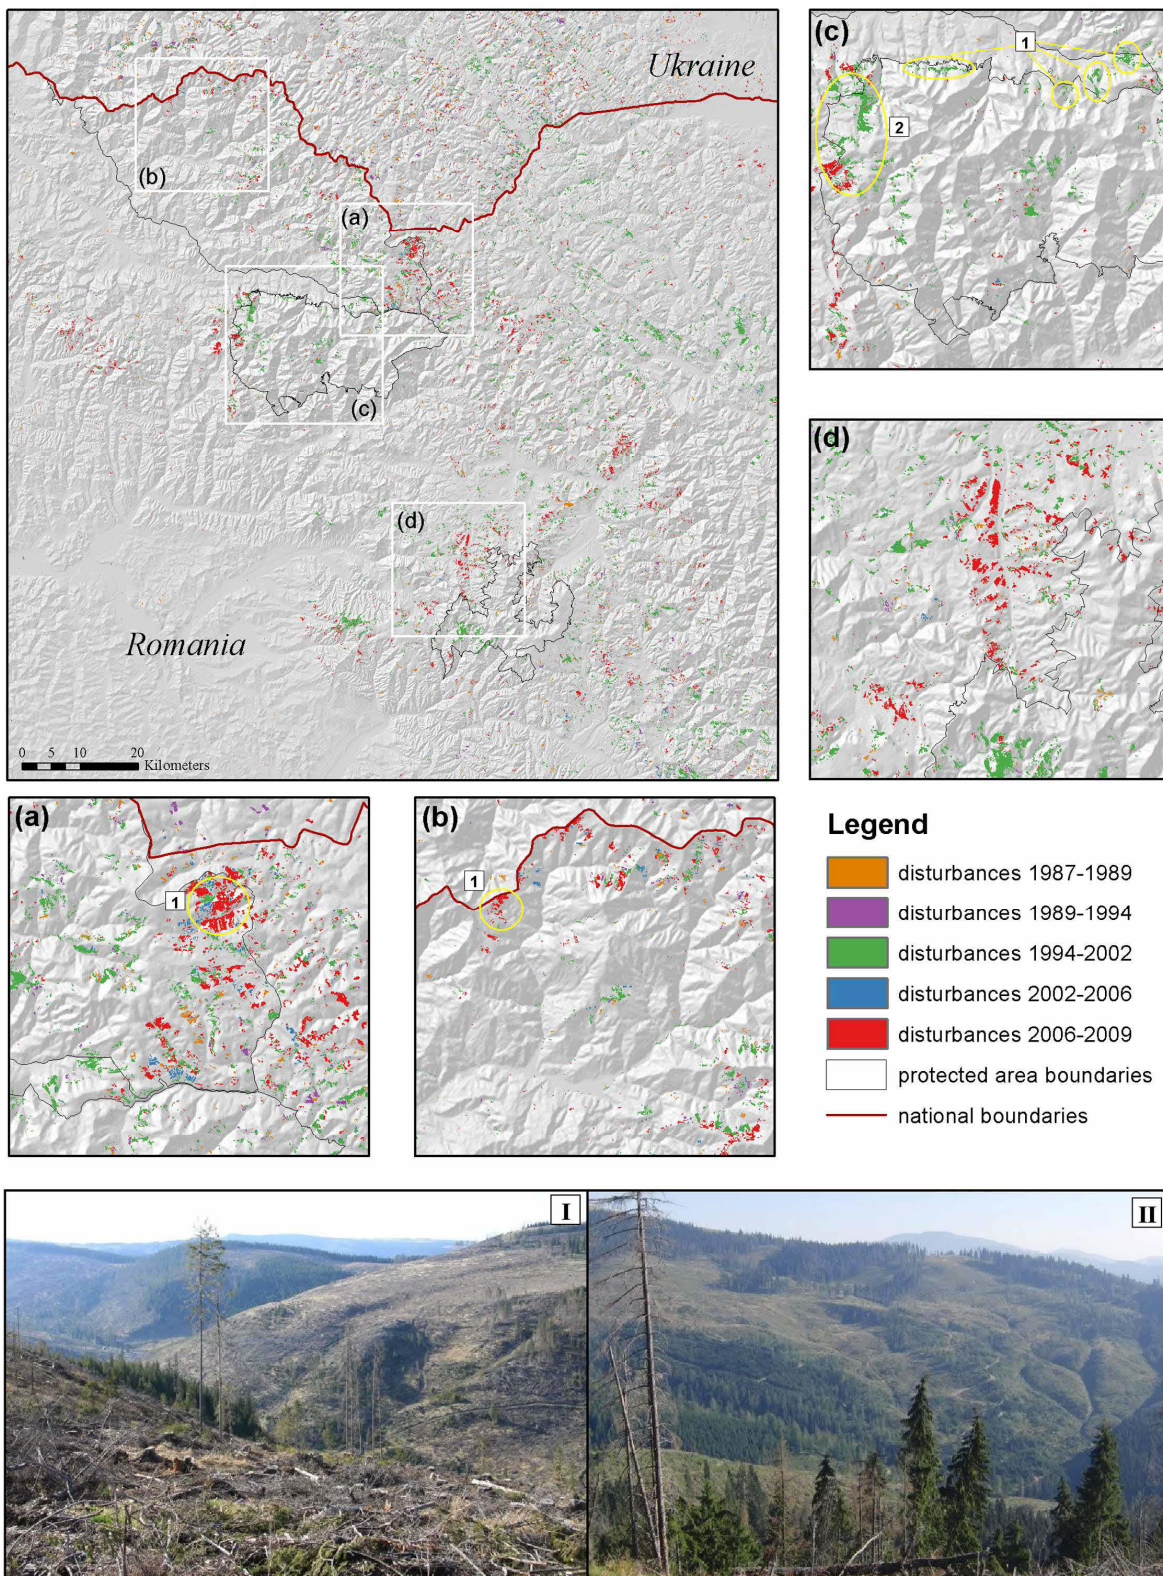 Ukraine
(b)
(a)
(c)
(d)
Romania
0 5 10 20
Kilometers
(c)
1
2
(d)
(a)
1
(b)
1
Legend
disturbances 1987-1989
disturbances 1989-1994
disturbances 1994-2002
disturbances 2002-2006
disturbances 2006-2009
protected area boundaries
national boundaries
I
II